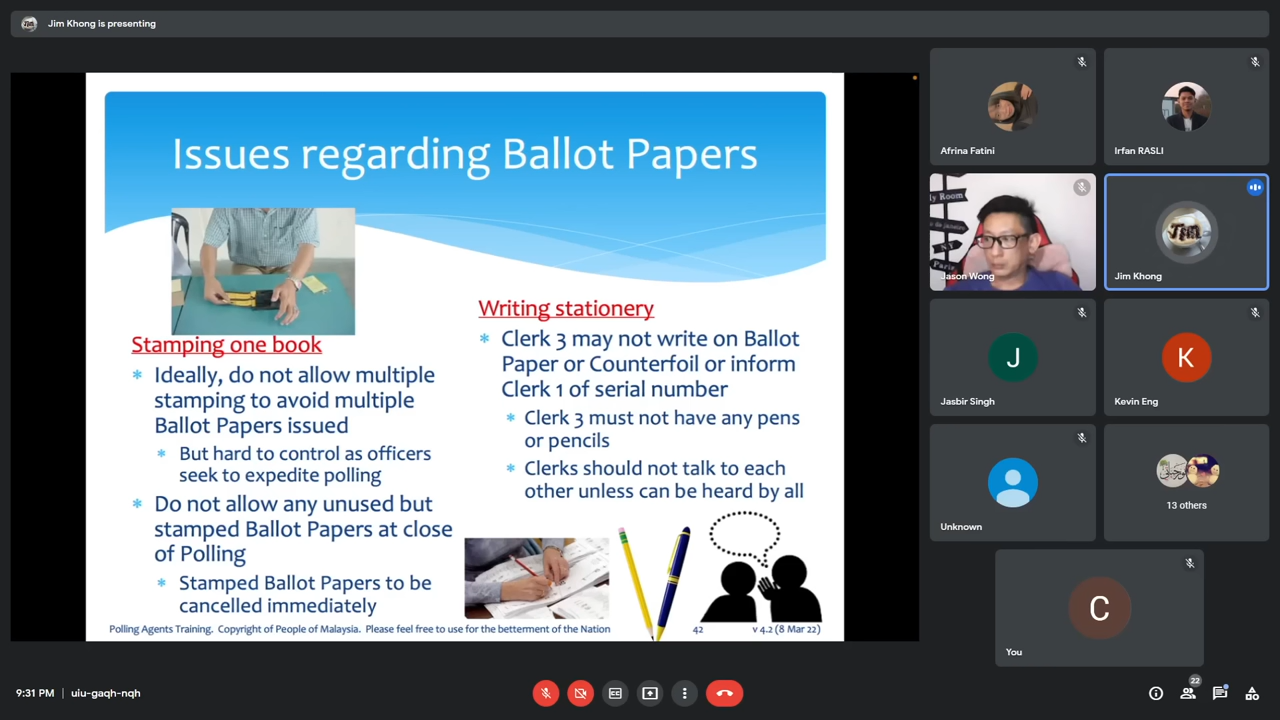 Jim Khong is presenting
Issues regarding Ballot Papers
Stamping one book
Ideally, do not allow multiple
stamping to avoid multiple
Ballot Papers issued
But hard to control as officers
seek to expedite polling
Do not allow any unused but
stamped Ballot Papers at close
of Polling
Stamped Ballot Papers to be
cancelled immediately
Writing stationery
Clerk 3 may not write on Ballot
Paper or Counterfoil or inform
Clerk 1 of serial number
Clerk 3 must not have any pens
or pencils
Clerks should not talk to each
other unless can be heard by all
Polling Agents Training. Copyright of People of Malaysia. Please feel free to use for the betterment of the Nation
42
v 4.2 (8 Mar 22)
Afrina Fatini
Irfan RASLI
Room
NY
Paris
Jason Wong
Jim
Jim Khong
J
Jasbir Singh
K
Kevin Eng
Unknown
13 others
C
You
9:31 PM | uiu-gaqh-nqh
22